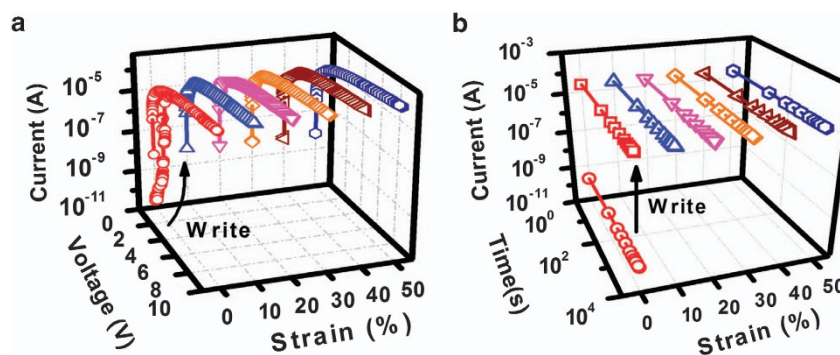 a
Current (A)
10⁻⁵
10⁻⁷
10⁻⁹
10⁻¹¹
0
2
4
6
8
10
Voltage (V)
Write
0 10 20 30 40 50
Strain (%)
b
Current (A)
10⁻³
10⁻⁵
10⁻⁷
10⁻⁹
10⁻¹¹
10⁰
10²
10⁴
Time(s)
Write
0 10 20 30 40 50
Strain (%)